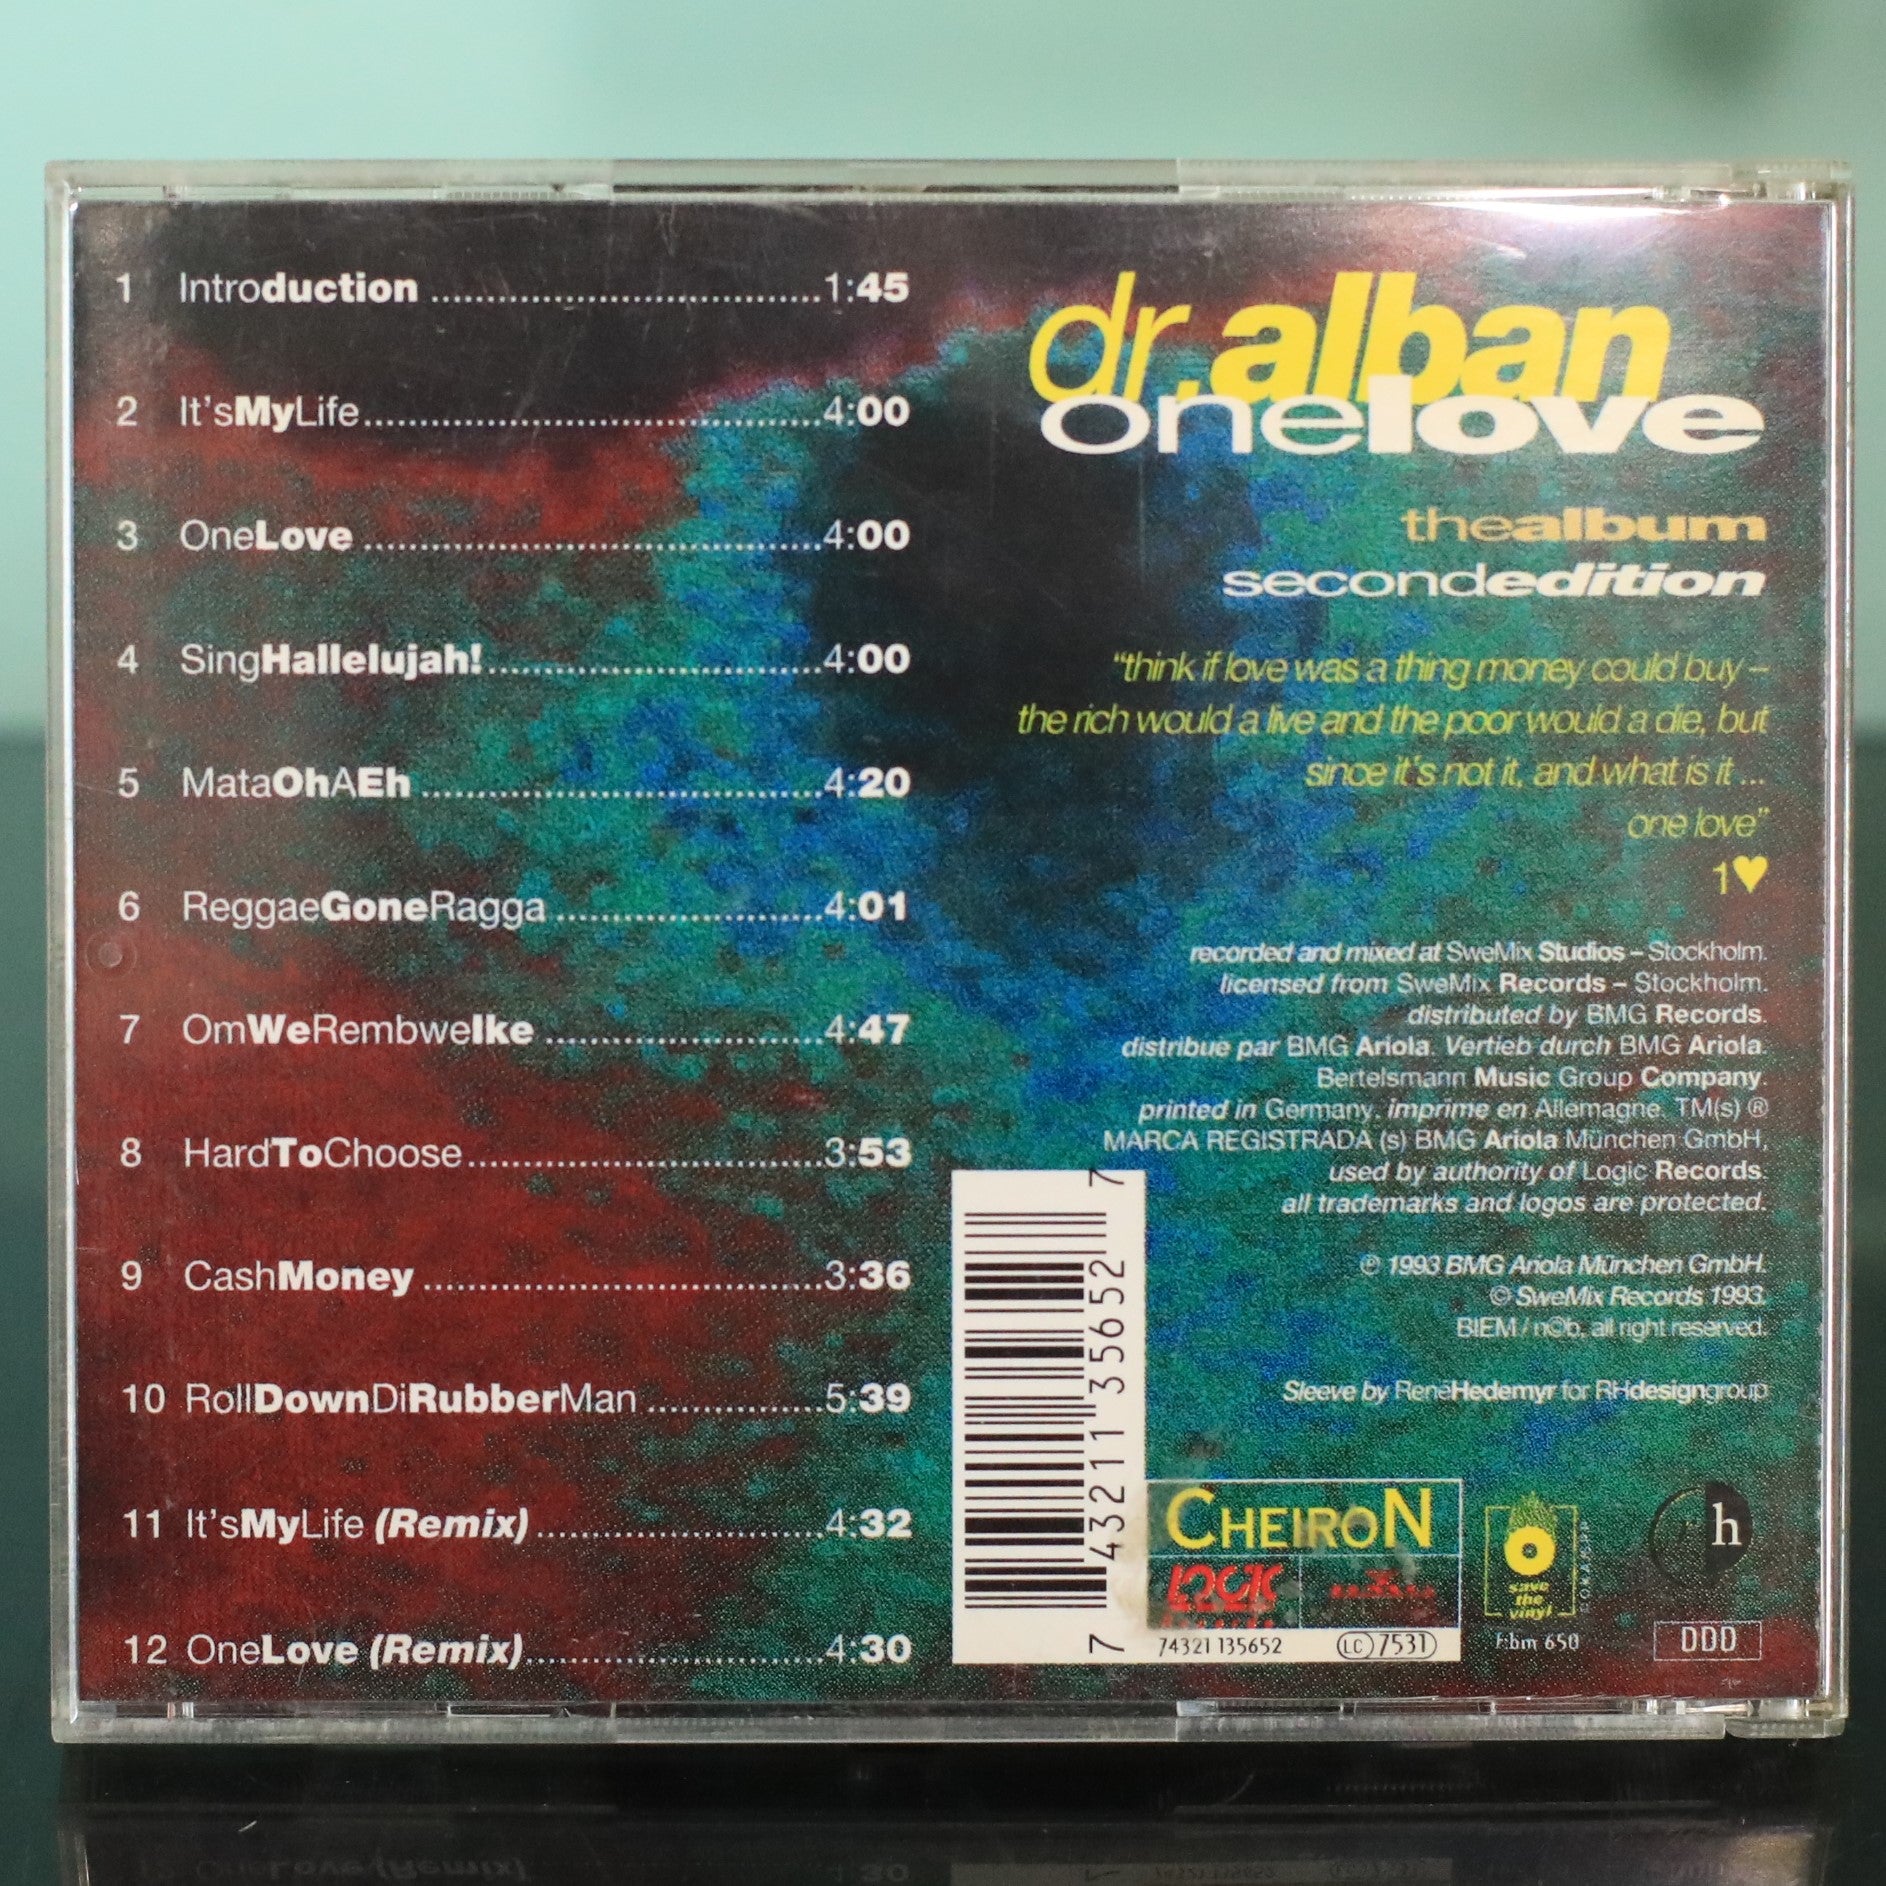 1 Introduction ........................................1:45
2 It'sMyLife........................................4:00
3 OneLove ........................................4:00
4 SingHallelujah!........................................4:00
5 MataOhAEh ........................................4:20
6 ReggaeGoneRagga ........................................4:01
7 OmWeRembweIke ........................................4:47
8 HardToChoose........................................3:53
9 CashMoney ........................................3:36
10 RollDownDiRubberMan ........................................5:39
11 It'sMyLife (Remix) ........................................4:32
12 OneLove (Remix)........................................4:30
dr.alban
onelove
thealbum
secondedition
“think if love was a thing money could buy –
the rich would a live and the poor would a die, but
since it's not it, and what is it ...
one love”
1♥
recorded and mixed at SweMix Studios – Stockholm.
licensed from SweMix Records – Stockholm.
distributed by BMG Records.
distribue par BMG Ariola. Vertieb durch BMG Ariola.
Bertelsmann Music Group Company.
printed in Germany. imprime en Allemagne. TM(s) ®
MARCA REGISTRADA (s) BMG Ariola München GmbH,
used by authority of Logic Records.
all trademarks and logos are protected.
℗ 1993 BMG Ariola München GmbH.
© SweMix Records 1993.
BIEM / n©b. all right reserved.
Sleeve by RenéHedemyr for RHdesigngroup
7 43211 35652 7
CHEIRON
74321 135652 LC 7531
save
the
vinyl
h
DDD